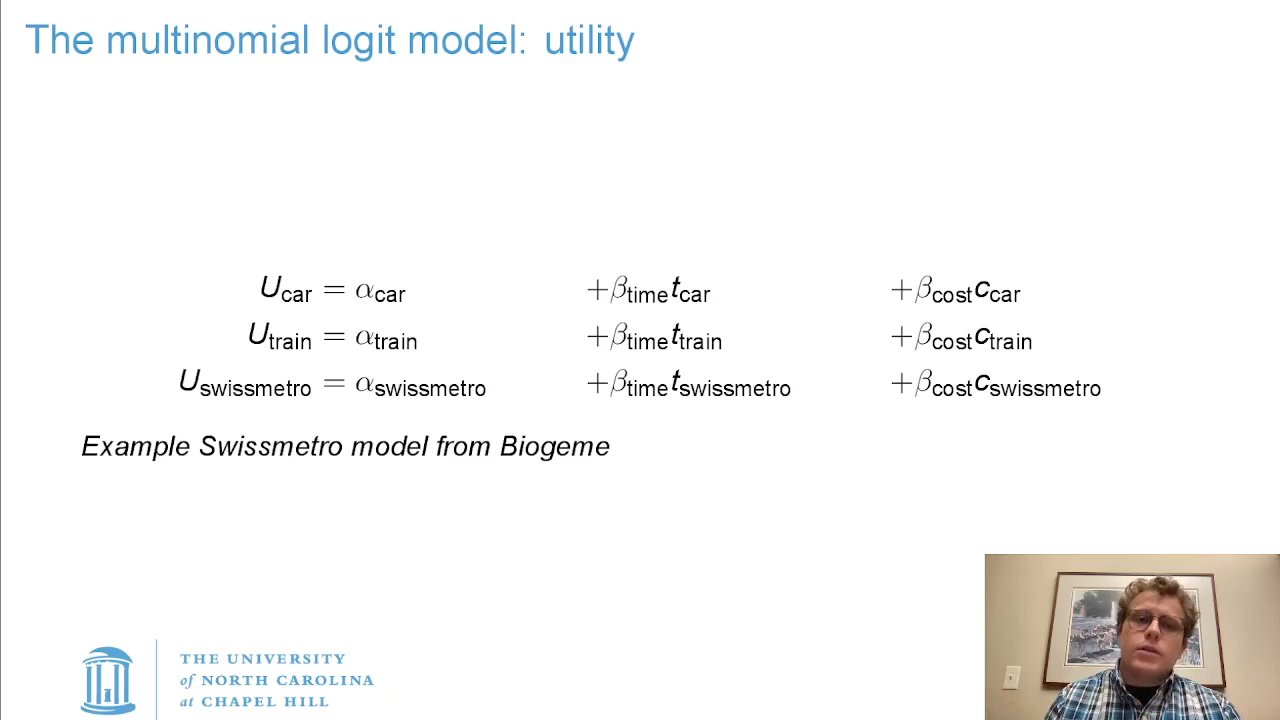 The multinomial logit model: utility
U_car = α_car +β_time t_car +β_cost c_car
U_train = α_train +β_time t_train +β_cost c_train
U_swissmetro = α_swissmetro +β_time t_swissmetro +β_cost c_swissmetro
Example Swissmetro model from Biogeme
THE UNIVERSITY
of NORTH CAROLINA
at CHAPEL HILL